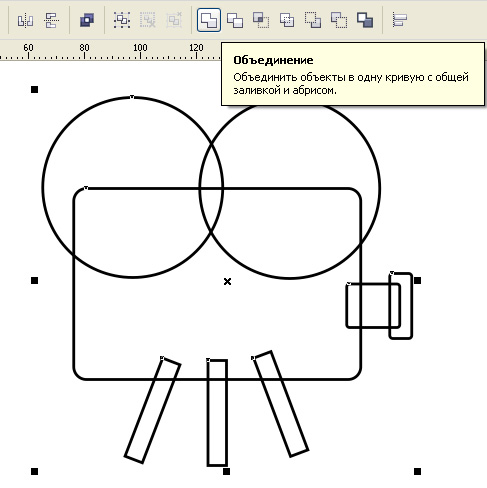 60 80 100 120
Объединение
Объединить объекты в одну кривую с общей
заливкой и абрисом.